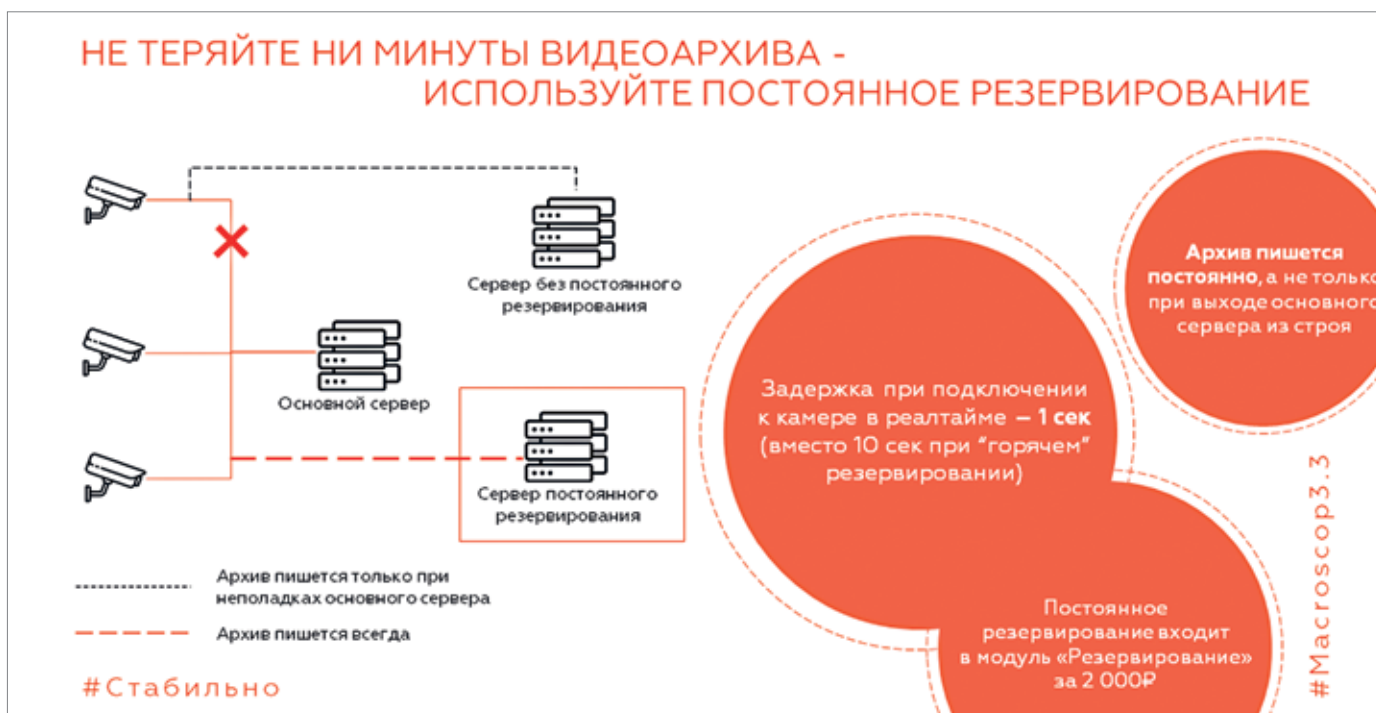 НЕ ТЕРЯЙТЕ НИ МИНУТЫ ВИДЕОАРХИВА -
ИСПОЛЬЗУЙТЕ ПОСТОЯННОЕ РЕЗЕРВИРОВАНИЕ
Сервер без постоянного
резервирования
Основной сервер
Сервер постоянного
резервирования
Архив пишется только при
неполадках основного сервера
Архив пишется всегда
#Стабильно
Задержка при подключении
к камере в реалтайме – 1 сек
(вместо 10 сек при "горячем"
резервировании)
Архив пишется
постоянно, а не только
при выходе основного
сервера из строя
Постоянное
резервирование входит
в модуль «Резервирование»
за 2 000₽
#Macroscop3.3